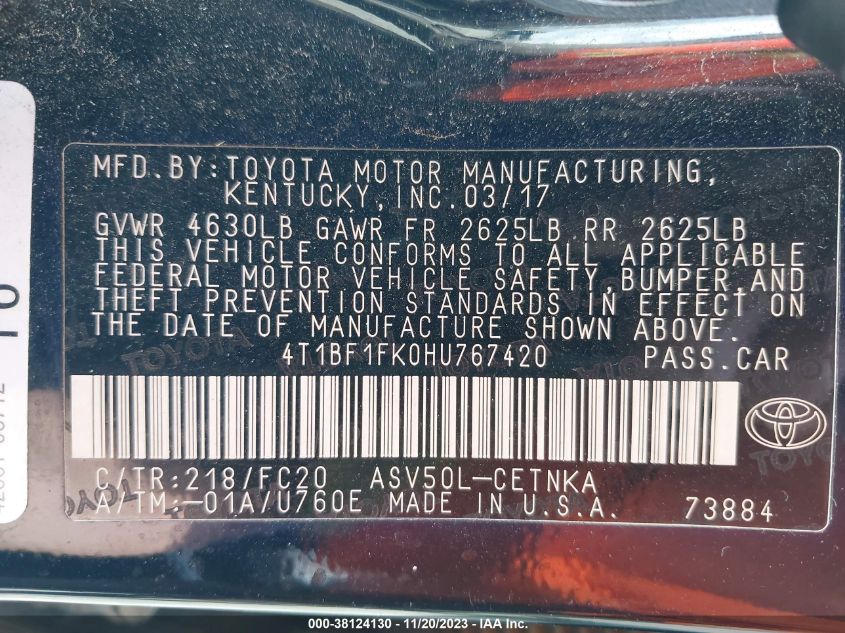 MFD.BY:TOYOTA MOTOR MANUFACTURING,
KENTUCKY,INC.03/17
GVWR 4630LB GAWR FR 2625LB RR 2625LB
THIS VEHICLE CONFORMS TO ALL APPLICABLE
FEDERAL MOTOR VEHICLE SAFETY,BUMPER,AND
THEFT PREVENTION STANDARDS IN EFFECT ON
THE DATE OF MANUFACTURE SHOWN ABOVE.
4T1BF1FK0HU767420 PASS.CAR
C/TR:218/FC20 ASV50L-CETNKA
A/TM:-01A/U760E MADE IN U.S.A. 73884
000-38124130 - 11/20/2023 - IAA Inc.